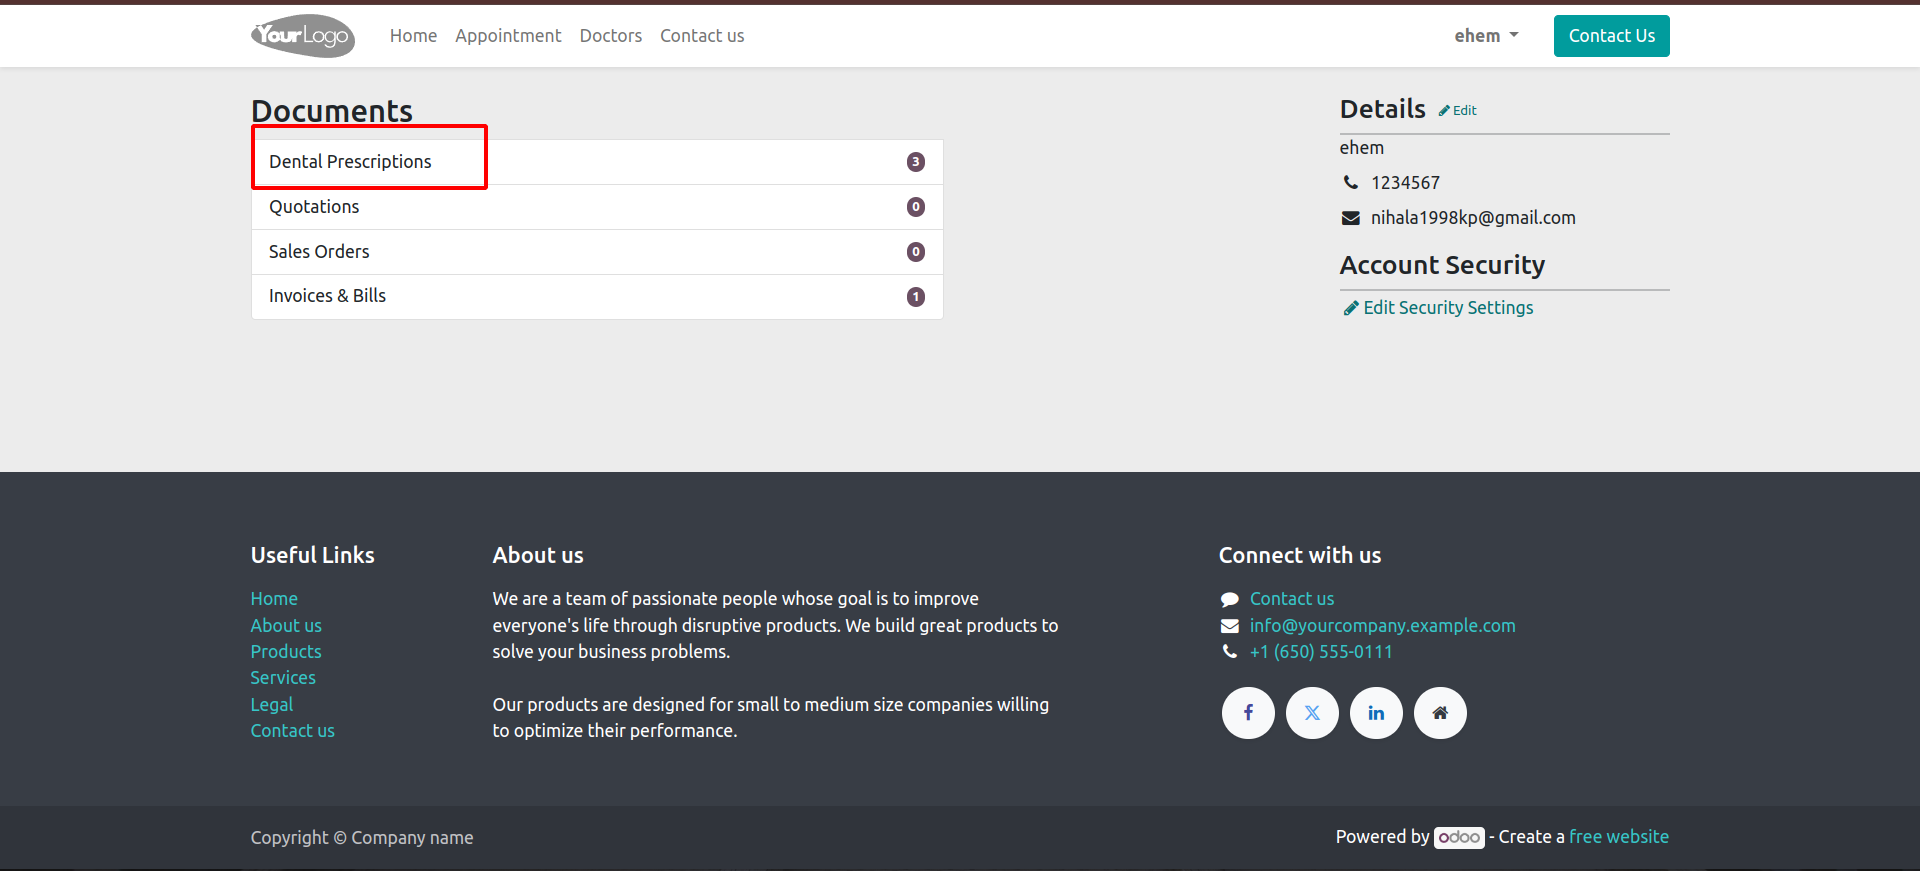 YourLogo
Home Appointment Doctors Contact us
ehem
Contact Us
Documents
Dental Prescriptions 3
Quotations 0
Sales Orders 0
Invoices & Bills 1
Details Edit
ehem
1234567
nihala1998kp@gmail.com
Account Security
Edit Security Settings
Useful Links
Home
About us
Products
Services
Legal
Contact us
About us
We are a team of passionate people whose goal is to improve
everyone's life through disruptive products. We build great products to
solve your business problems.
Our products are designed for small to medium size companies willing
to optimize their performance.
Connect with us
Contact us
info@yourcompany.example.com
+1 (650) 555-0111
Copyright © Company name
Powered by odoo - Create a free website